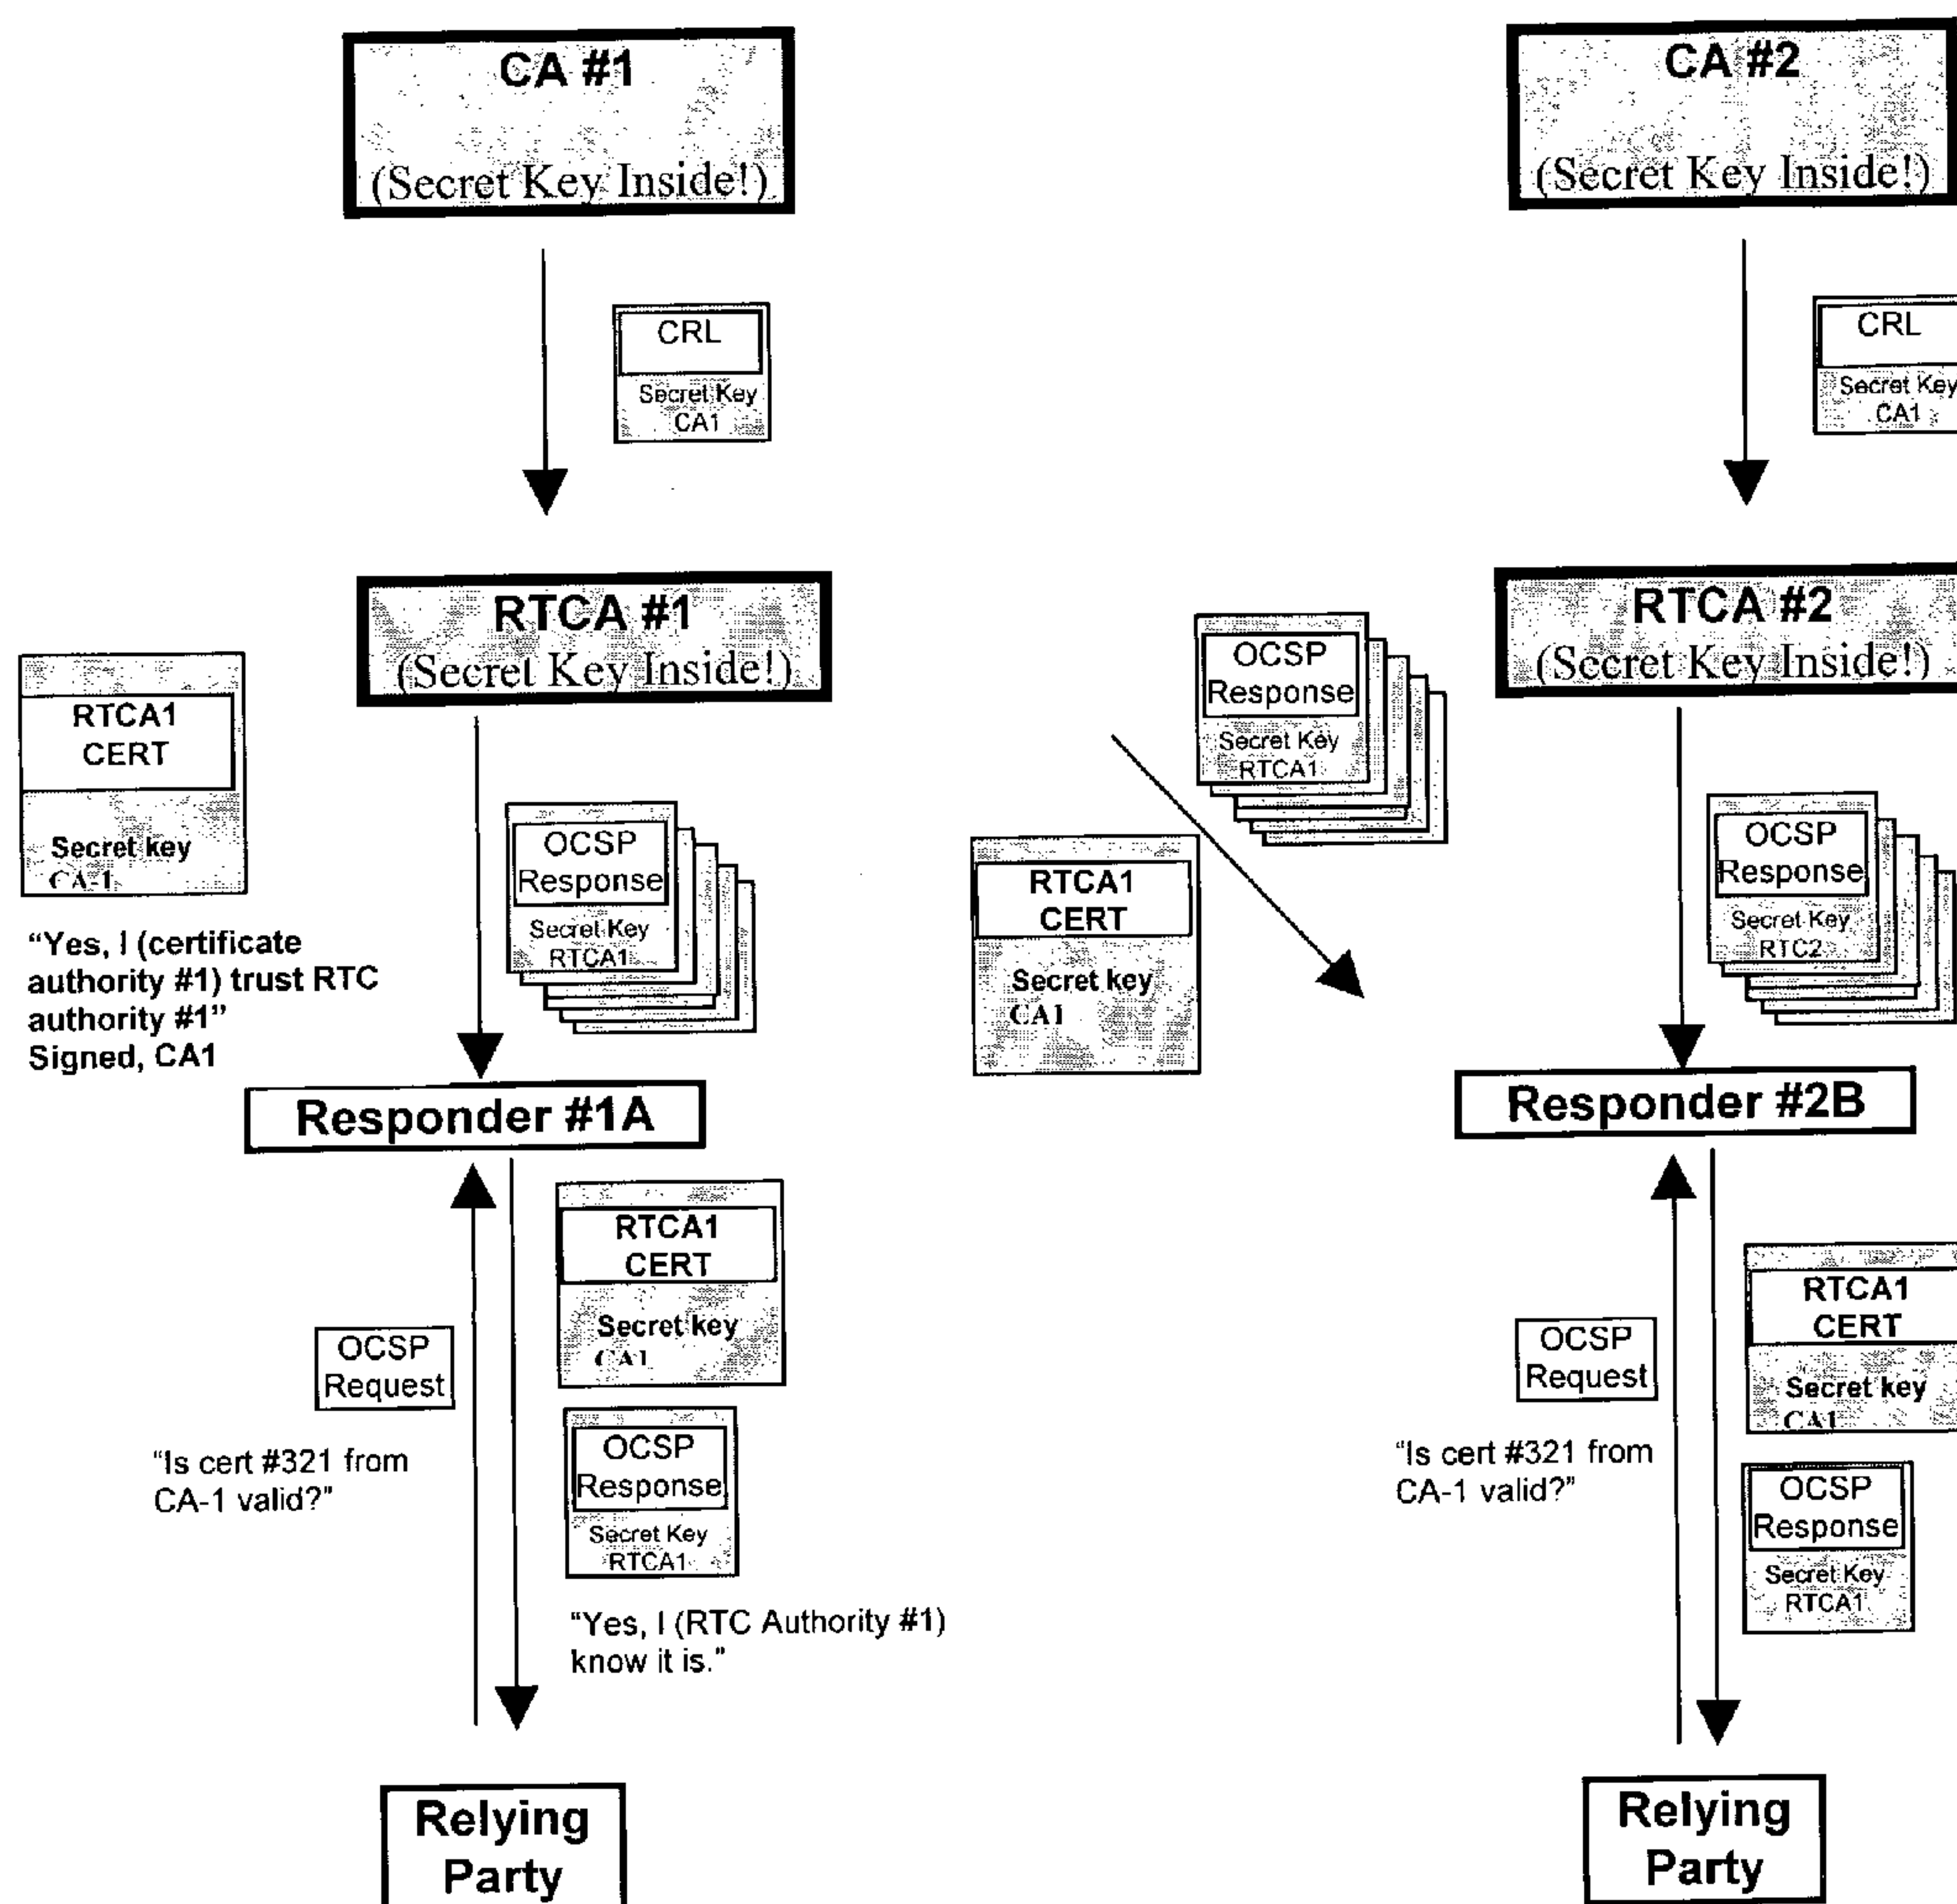 CA #1
(Secret Key Inside!)
CRL
Secret Key
CA1
RTCA #1
(Secret Key Inside!)
RTCA1
CERT
Secret key
CA-1
"Yes, I (certificate
authority #1) trust RTC
authority #1"
Signed, CA1
OCSP
Response
Secret Key
RTCA1
Responder #1A
RTCA1
CERT
Secret key
CA1
OCSP
Request
"Is cert #321 from
CA-1 valid?"
OCSP
Response
Secret Key
RTCA1
"Yes, I (RTC Authority #1)
know it is."
Relying
Party
CA #2
(Secret Key Inside!)
CRL
Secret Key
CA1
RTCA #2
(Secret Key Inside!)
OCSP
Response
Secret Key
RTCA1
RTCA1
CERT
Secret key
CA1
OCSP
Response
Secret Key
RTC2
Responder #2B
RTCA1
CERT
Secret key
CA1
OCSP
Request
"Is cert #321 from
CA-1 valid?"
OCSP
Response
Secret Key
RTCA1
Relying
Party